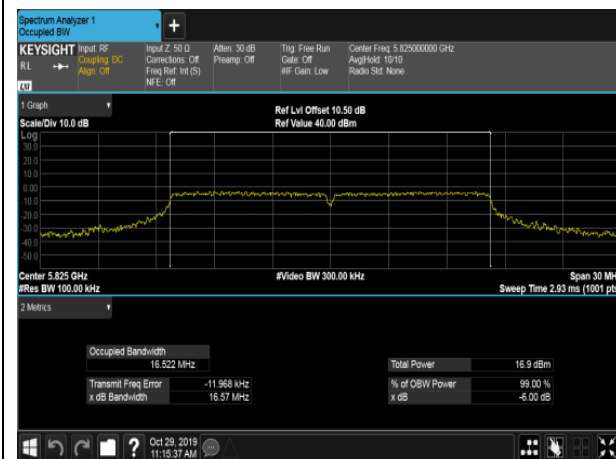 Spectrum Analyzer 1
Occupied BW
+
KEYSIGHT Input: RF Input Z: 50 Ω Atten: 30 dB Trig: Free Run Center Freq: 5.825000000 GHz
RL Coupling: DC Corrections: Off Preamp: Off Gate: Off Avg|Hold: 10/10
Align: Off Freq Ref: Int (S) #IF Gain: Low Radio Std: None
LXI NFE: Off
1 Graph
Ref Lvl Offset 10.50 dB
Scale/Div 10.0 dB Ref Value 40.00 dBm
Log
30.0
20.0
10.0
0.00
-10.0
-20.0
-30.0
-40.0
-50.0
Center 5.825 GHz #Video BW 300.00 kHz Span 30 MH
#Res BW 100.00 kHz Sweep Time 2.93 ms (1001 pts
2 Metrics
Occupied Bandwidth
16.522 MHz Total Power 16.9 dBm
Transmit Freq Error -11.968 kHz % of OBW Power 99.00 %
x dB Bandwidth 16.57 MHz x dB -6.00 dB
? Oct 29, 2019
11:15:37 AM